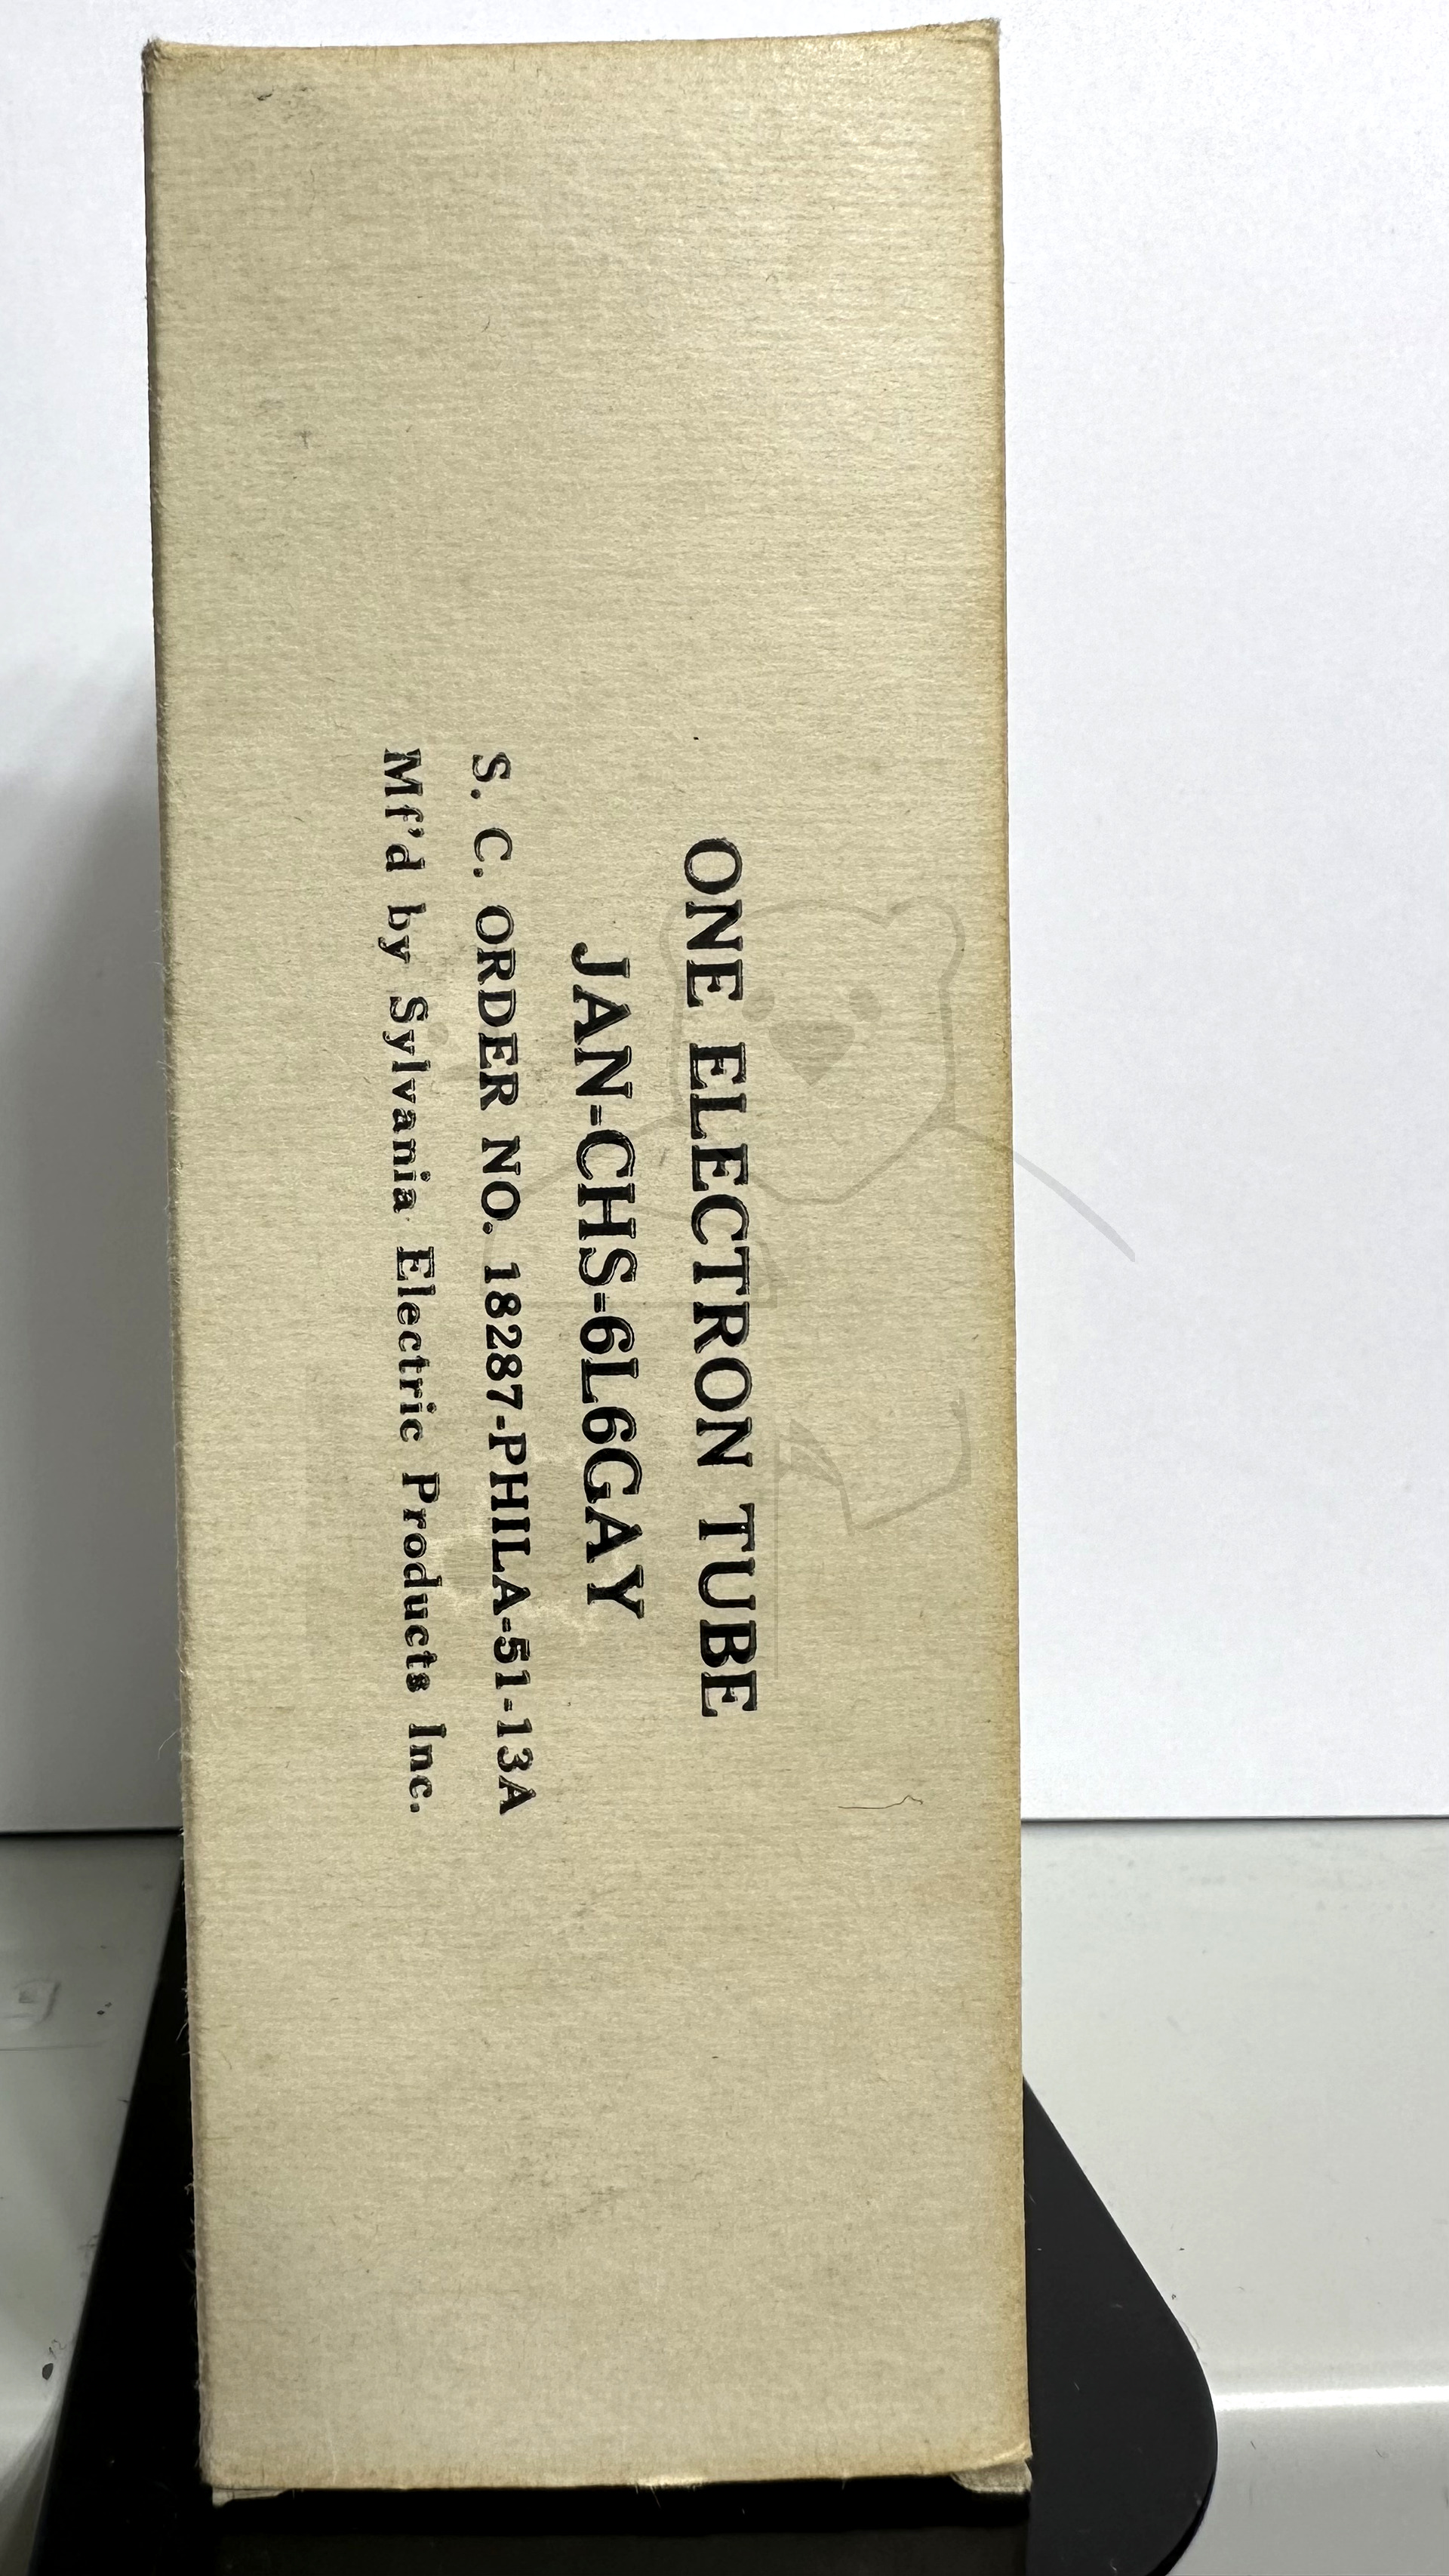 ONE ELECTRON TUBE
JAN-CHS-6L6GAY
S. C. ORDER NO. 18287-PHILA-51-13A
Mf'd by Sylvania Electric Products Inc.